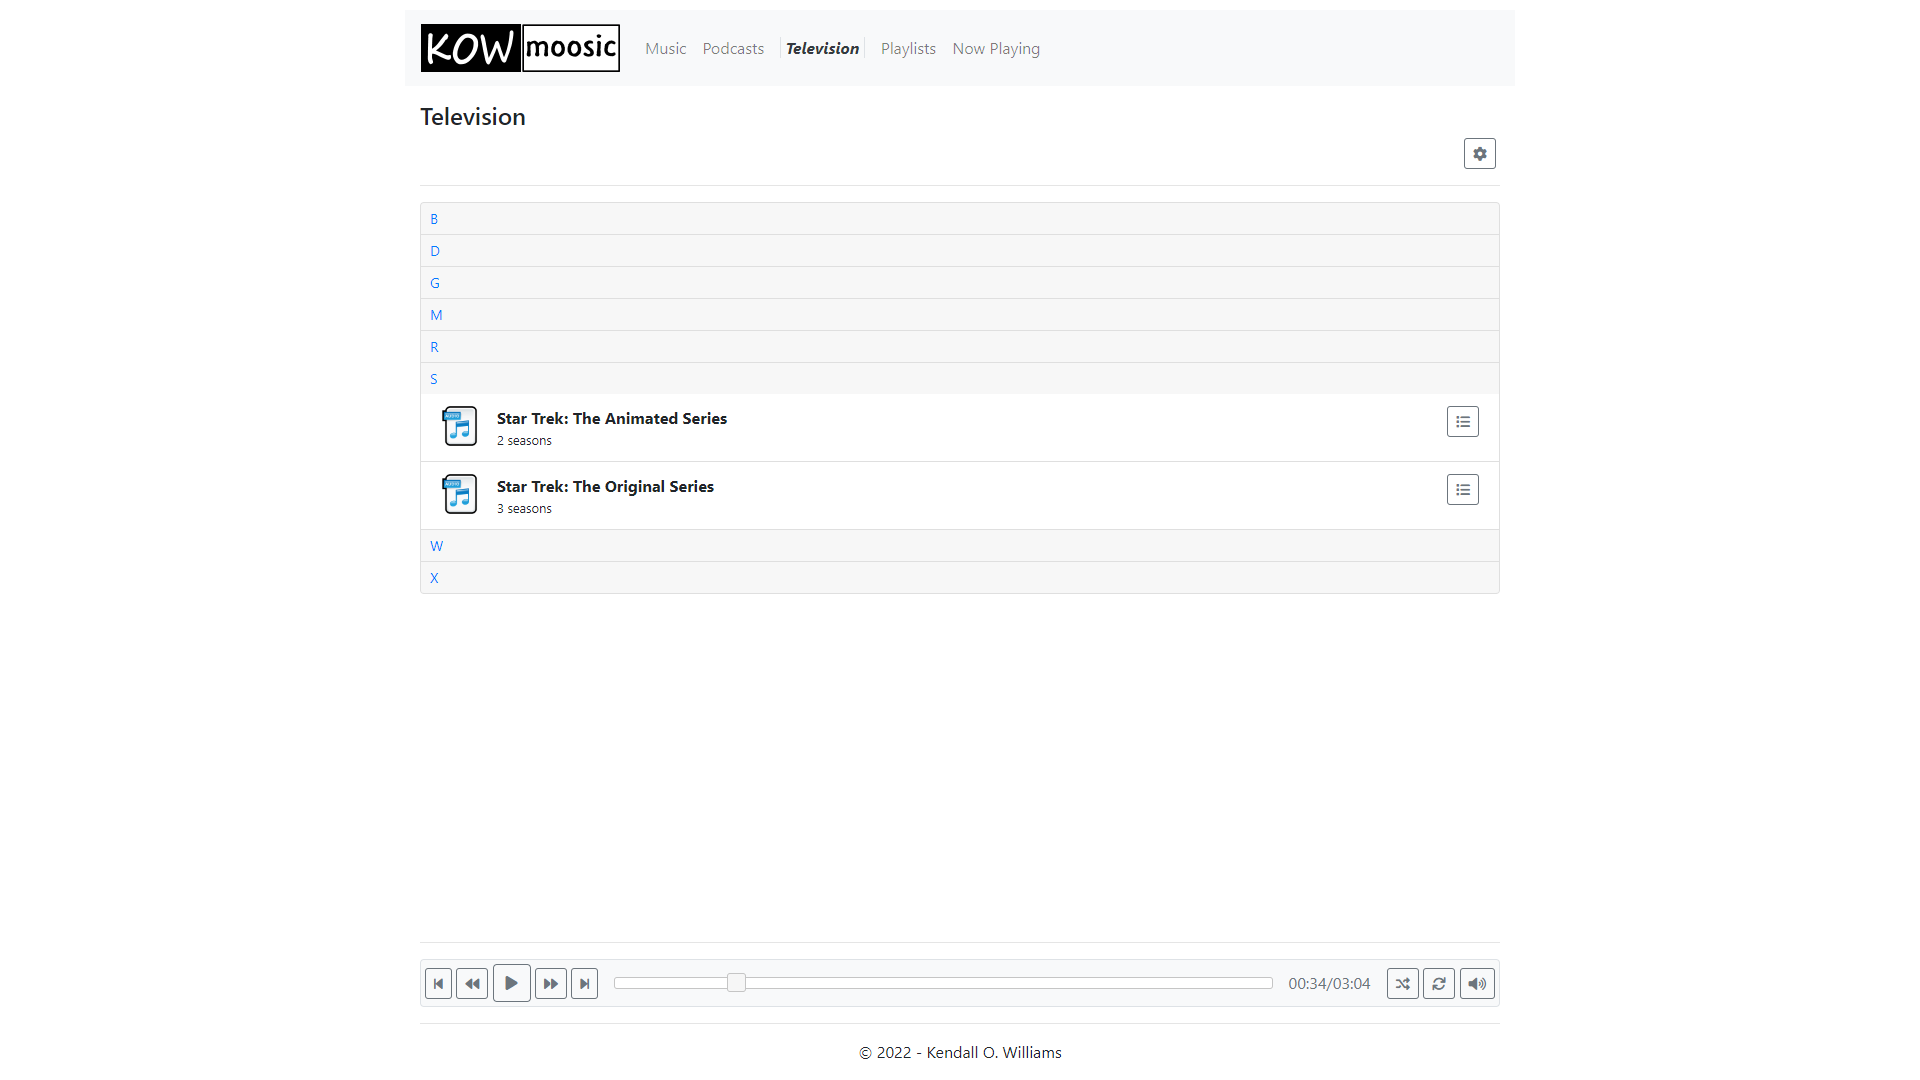 KOW moosic Music Podcasts Television Playlists Now Playing
Television
B
D
G
M
R
S
Star Trek: The Animated Series
2 seasons
Star Trek: The Original Series
3 seasons
W
X
00:34/03:04
© 2022 - Kendall O. Williams